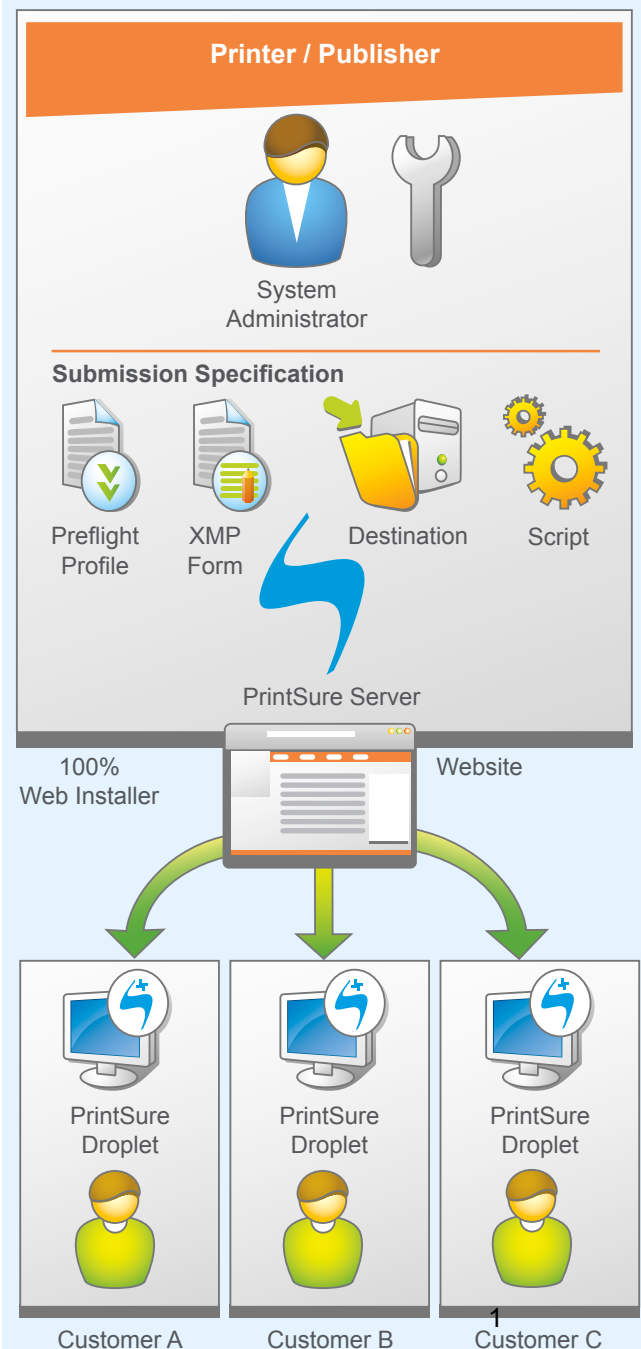 Printer / Publisher
System
Administrator
Submission Specification
Preflight
Profile
XMP
Form
Destination
Script
PrintSure Server
100%
Web Installer
Website
PrintSure
Droplet
PrintSure
Droplet
PrintSure
Droplet
1
Customer A
Customer B
Customer C